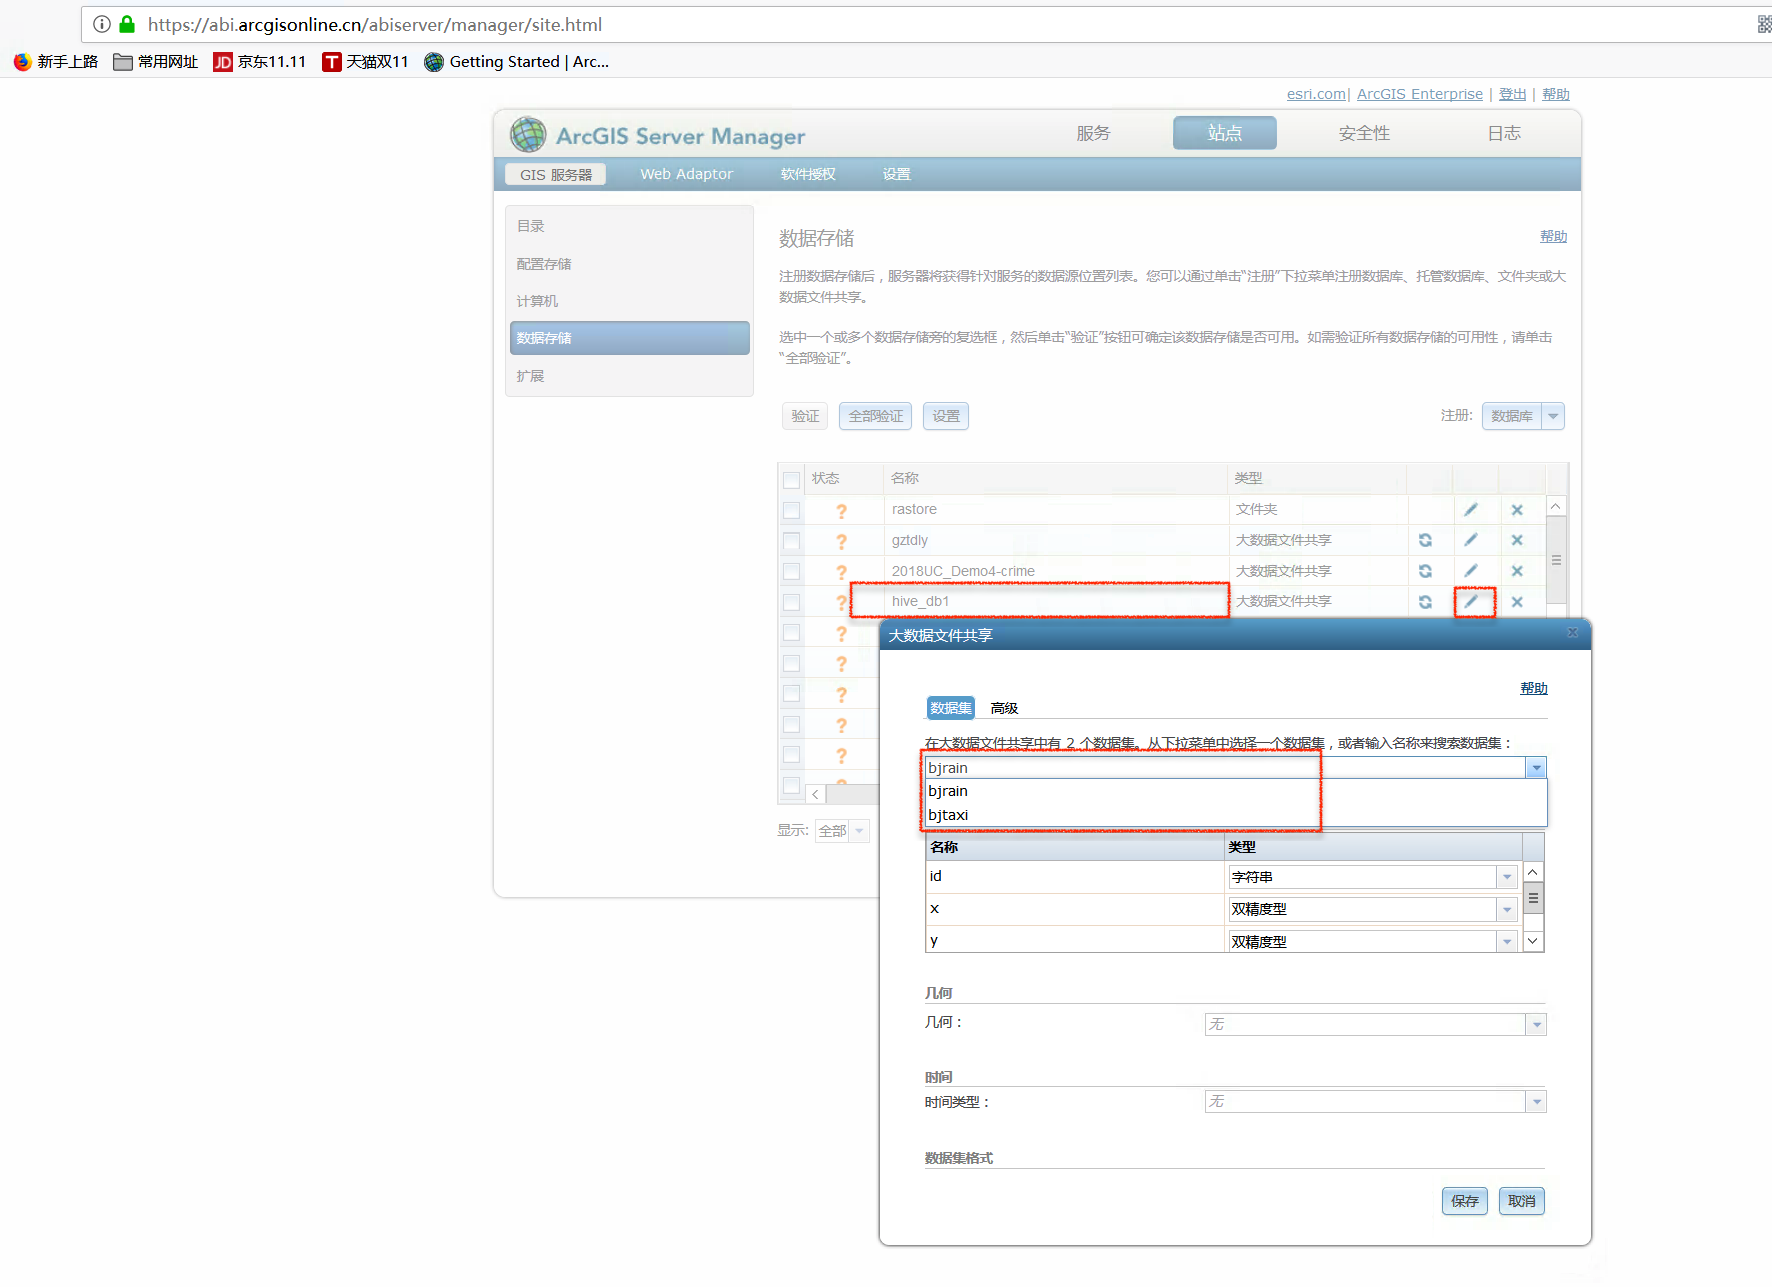 https://abi.arcgisonline.cn/abiserver/manager/site.html
新手上路 常用网址 JD 京东11.11 T 天猫双11 Getting Started | Arc...
esri.com| ArcGIS Enterprise | 登出 | 帮助
ArcGIS Server Manager 服务 站点 安全性 日志
GIS 服务器 Web Adaptor 软件授权 设置
目录
配置存储
计算机
数据存储
扩展
数据存储 帮助
注册数据存储后，服务器将获得针对服务的数据源位置列表。您可以通过单击“注册”下拉菜单注册数据库、托管数据库、文件夹或大
数据文件共享。
选中一个或多个数据存储旁的复选框，然后单击“验证”按钮可确定该数据存储是否可用。如需验证所有数据存储的可用性，请单击
“全部验证”。
验证 全部验证 设置 注册: 数据库
状态 名称 类型
? rastore 文件夹
? gztdly 大数据文件共享
? 2018UC_Demo4-crime 大数据文件共享
? hive_db1 大数据文件共享
?
?
?
?
?
显示: 全部
大数据文件共享
帮助
数据集 高级
在大数据文件共享中有 2 个数据集。从下拉菜单中选择一个数据集，或者输入名称来搜索数据集：
bjrain
bjrain
bjtaxi
名称 类型
id 字符串
x 双精度型
y 双精度型
几何
几何： 无
时间
时间类型： 无
数据集格式
保存 取消